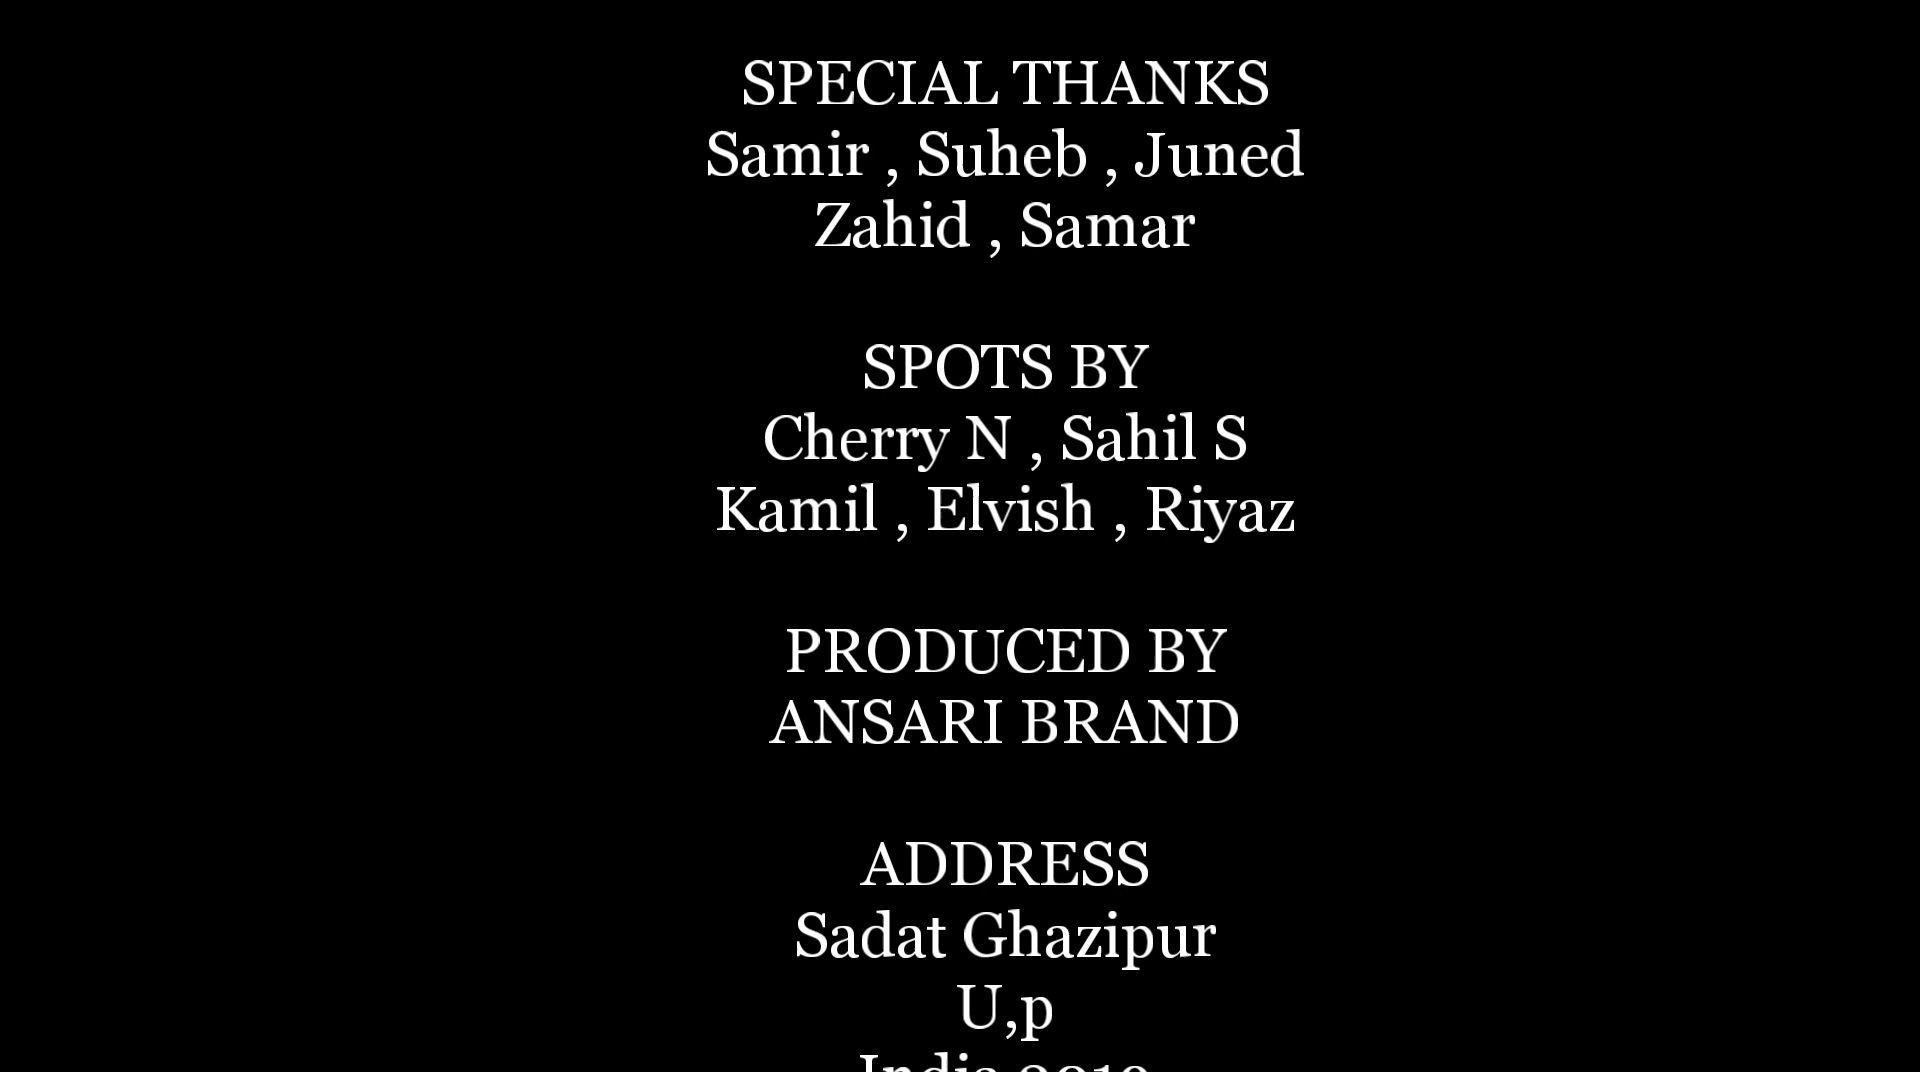 SPECIAL THANKS
Samir , Suheb , Juned
Zahid , Samar
SPOTS BY
Cherry N , Sahil S
Kamil , Elvish , Riyaz
PRODUCED BY
ANSARI BRAND
ADDRESS
Sadat Ghazipur
U,p
India